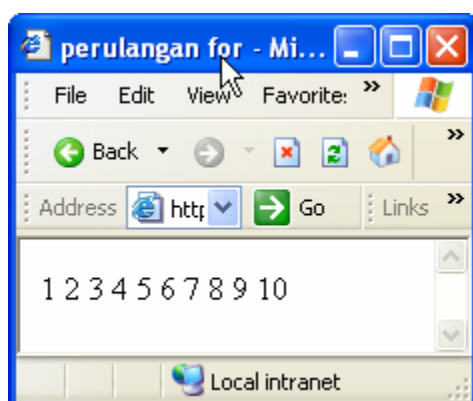 perulangan for - Mi...
File Edit View Favorites »
Back »
Address http Go Links »
1 2 3 4 5 6 7 8 9 10
Local intranet